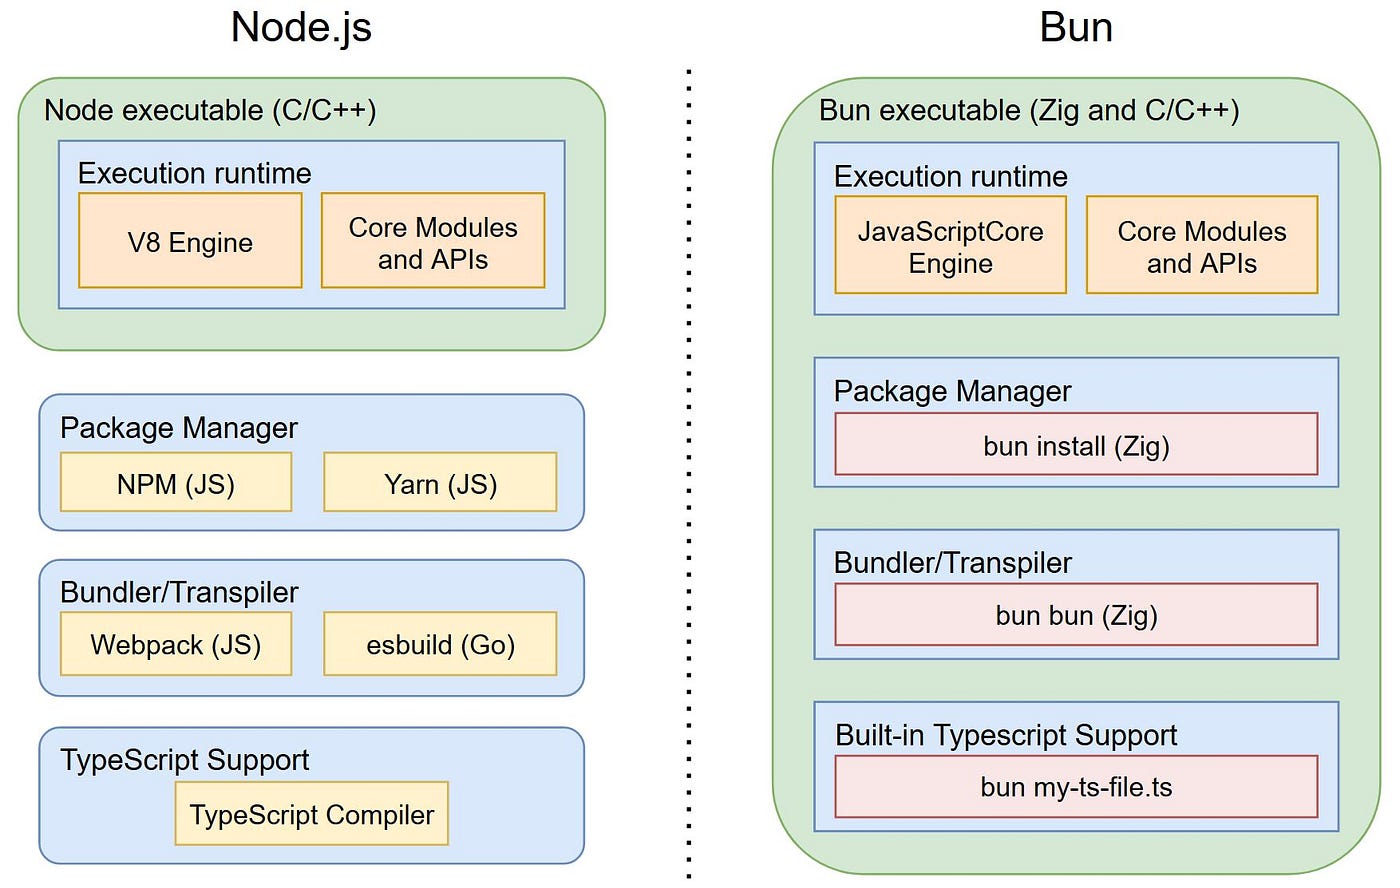 Node.js
Node executable (C/C++)
Execution runtime
V8 Engine
Core Modules
and APIs
Package Manager
NPM (JS)
Yarn (JS)
Bundler/Transpiler
Webpack (JS)
esbuild (Go)
TypeScript Support
TypeScript Compiler
Bun
Bun executable (Zig and C/C++)
Execution runtime
JavaScriptCore
Engine
Core Modules
and APIs
Package Manager
bun install (Zig)
Bundler/Transpiler
bun bun (Zig)
Built-in Typescript Support
bun my-ts-file.ts